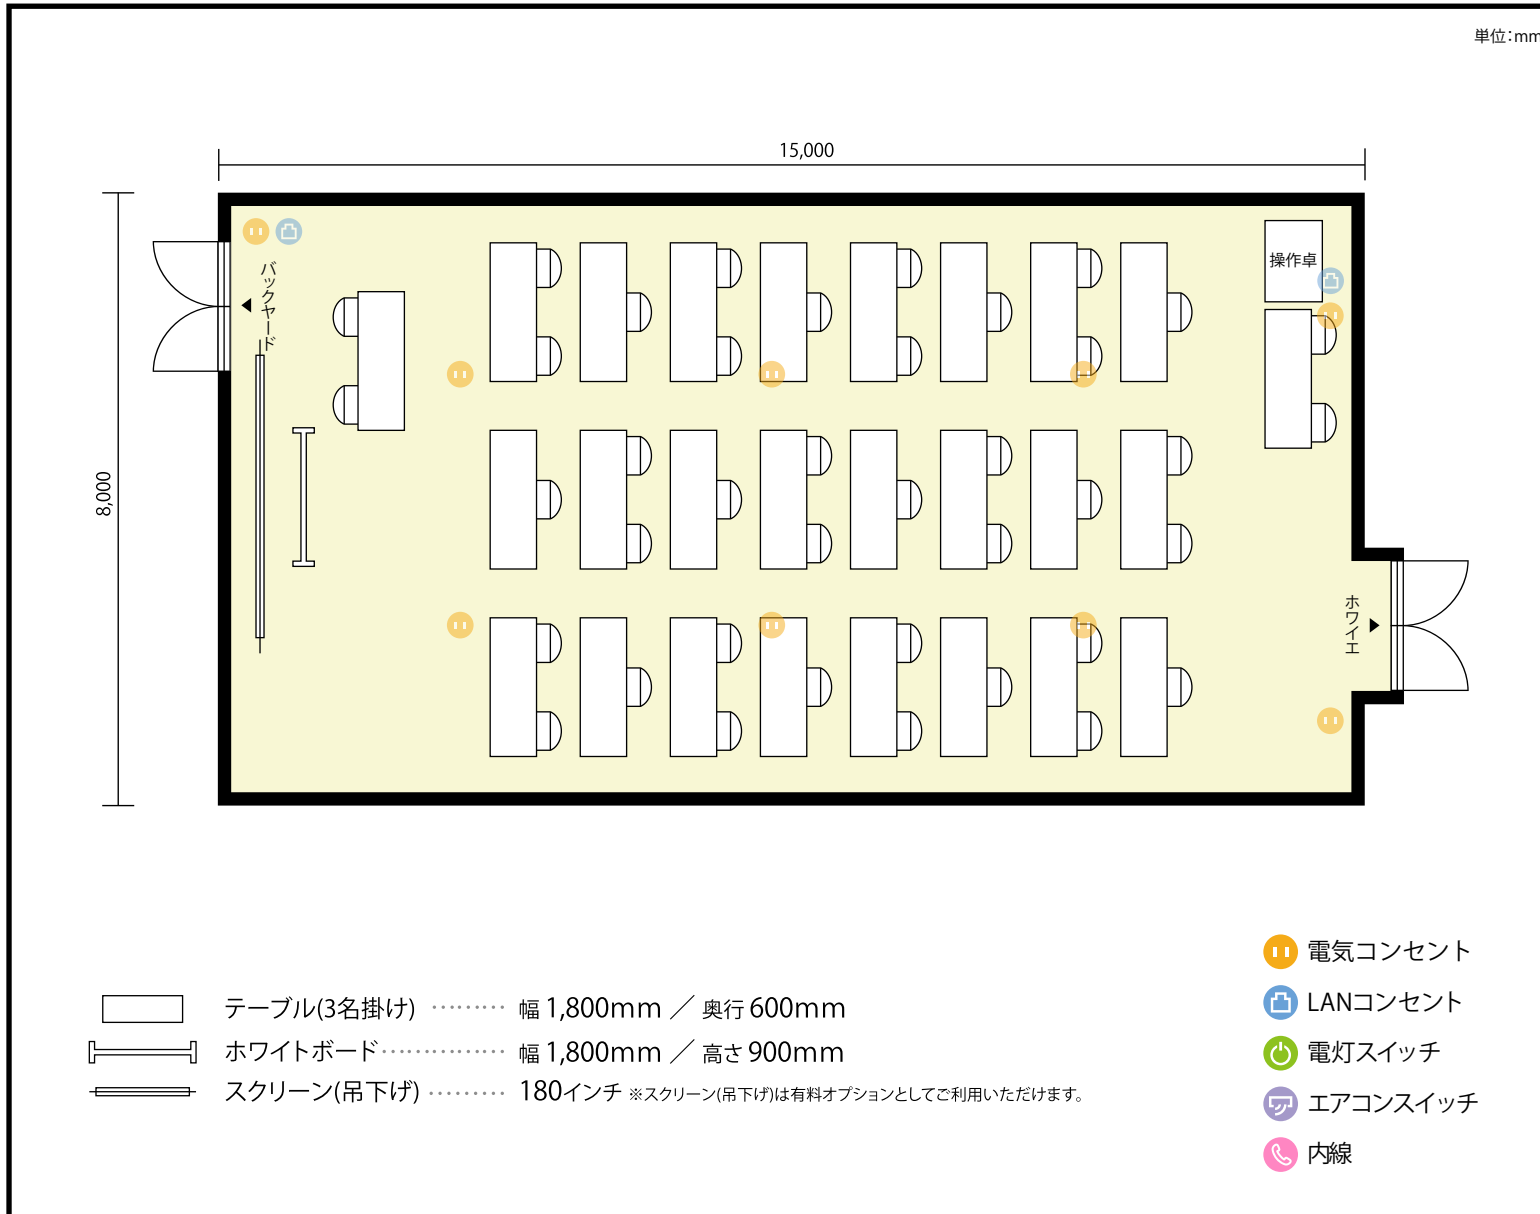 単位：mm
15,000
8,000
バックヤード
操作卓
ホワイエ
テーブル(3名掛け) ········· 幅 1,800mm ／ 奥行 600mm
ホワイトボード ··············· 幅 1,800mm ／ 高さ 900mm
スクリーン(吊下げ) ········· 180インチ ※スクリーン(吊下げ)は有料オプションとしてご利用いただけます。
電気コンセント
LANコンセント
電灯スイッチ
エアコンスイッチ
内線